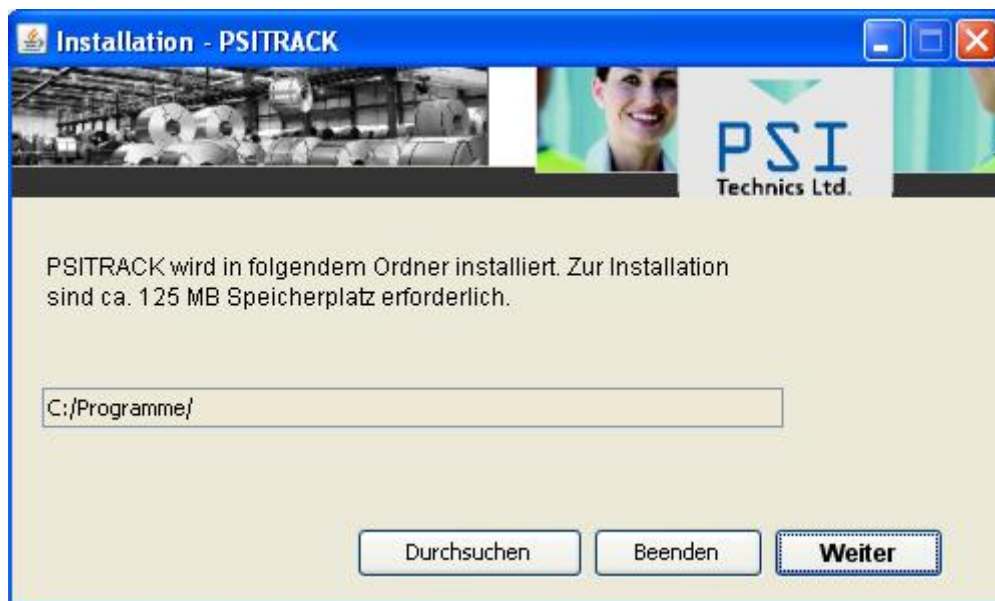 Installation - PSITRACK
PSI
Technics Ltd.
PSITRACK wird in folgendem Ordner installiert. Zur Installation
sind ca. 125 MB Speicherplatz erforderlich.
C:/Programme/
Durchsuchen
Beenden
Weiter